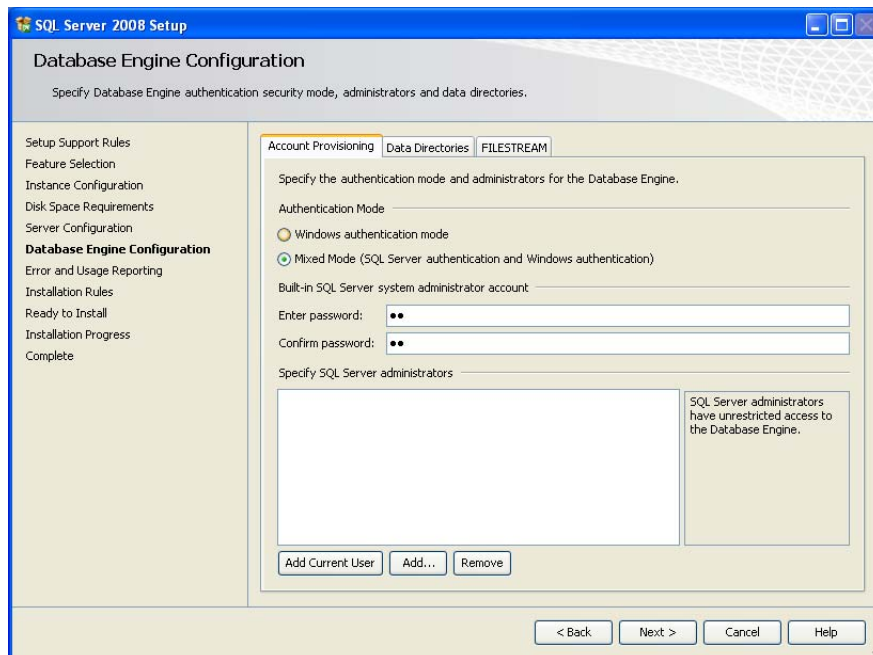 SQL Server 2008 Setup
Database Engine Configuration
Specify Database Engine authentication security mode, administrators and data directories.
Setup Support Rules
Feature Selection
Instance Configuration
Disk Space Requirements
Server Configuration
Database Engine Configuration
Error and Usage Reporting
Installation Rules
Ready to Install
Installation Progress
Complete
Account Provisioning Data Directories FILESTREAM
Specify the authentication mode and administrators for the Database Engine.
Authentication Mode
Windows authentication mode
Mixed Mode (SQL Server authentication and Windows authentication)
Built-in SQL Server system administrator account
Enter password: ●●
Confirm password: ●●
Specify SQL Server administrators
SQL Server administrators
have unrestricted access to
the Database Engine.
Add Current User Add... Remove
< Back Next > Cancel Help